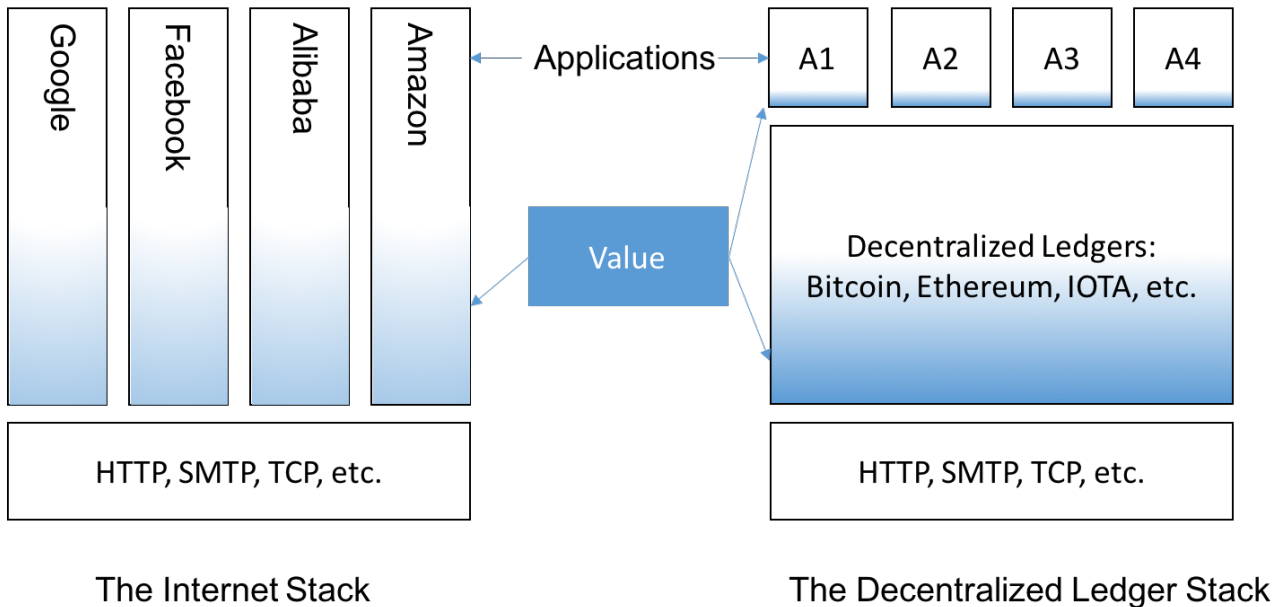 Google
Facebook
Alibaba
Amazon
Applications
A1
A2
A3
A4
Value
Decentralized Ledgers:
Bitcoin, Ethereum, IOTA, etc.
HTTP, SMTP, TCP, etc.
HTTP, SMTP, TCP, etc.
The Internet Stack
The Decentralized Ledger Stack